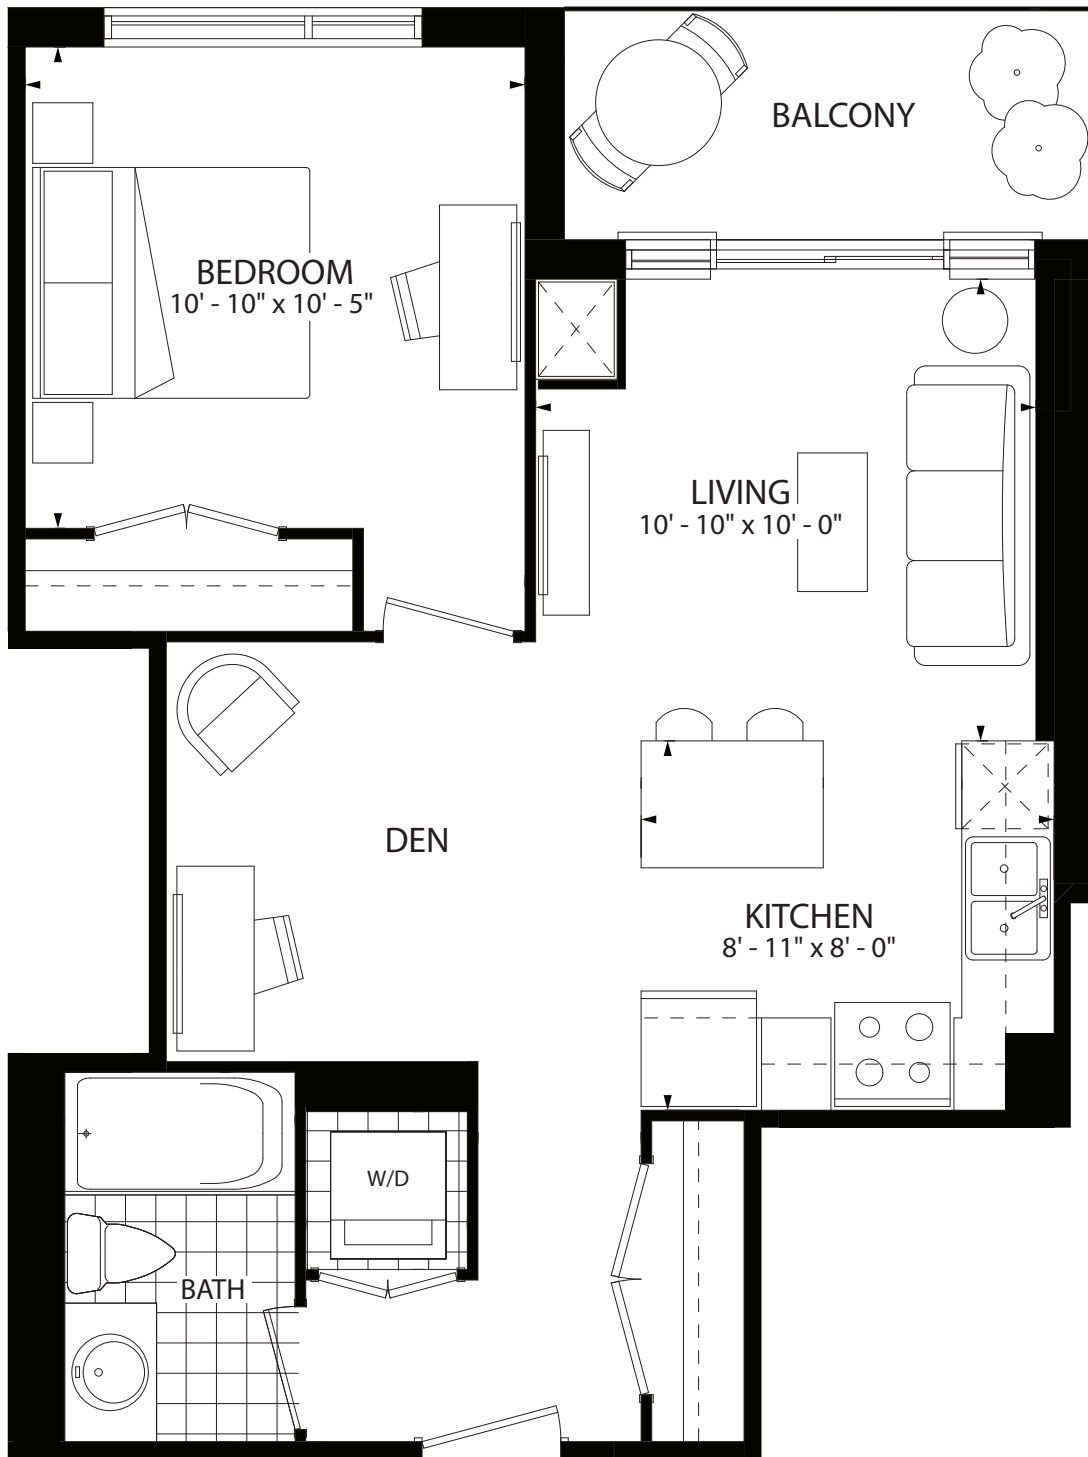 BALCONY
BEDROOM
10' - 10" x 10' - 5"
LIVING
10' - 10" x 10' - 0"
DEN
KITCHEN
8' - 11" x 8' - 0"
W/D
BATH